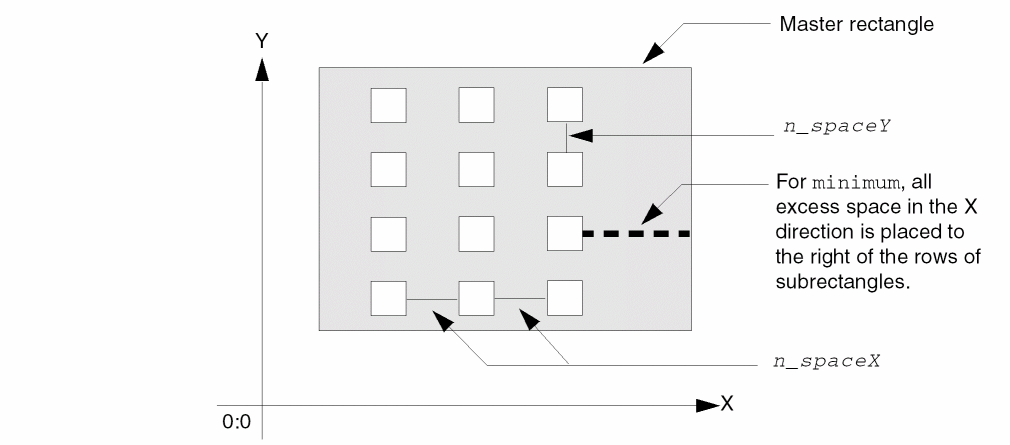 Master rectangle
Y
n_spaceY
For minimum, all
excess space in the X
direction is placed to
the right of the rows of
subrectangles.
n_spaceX
X
0:0